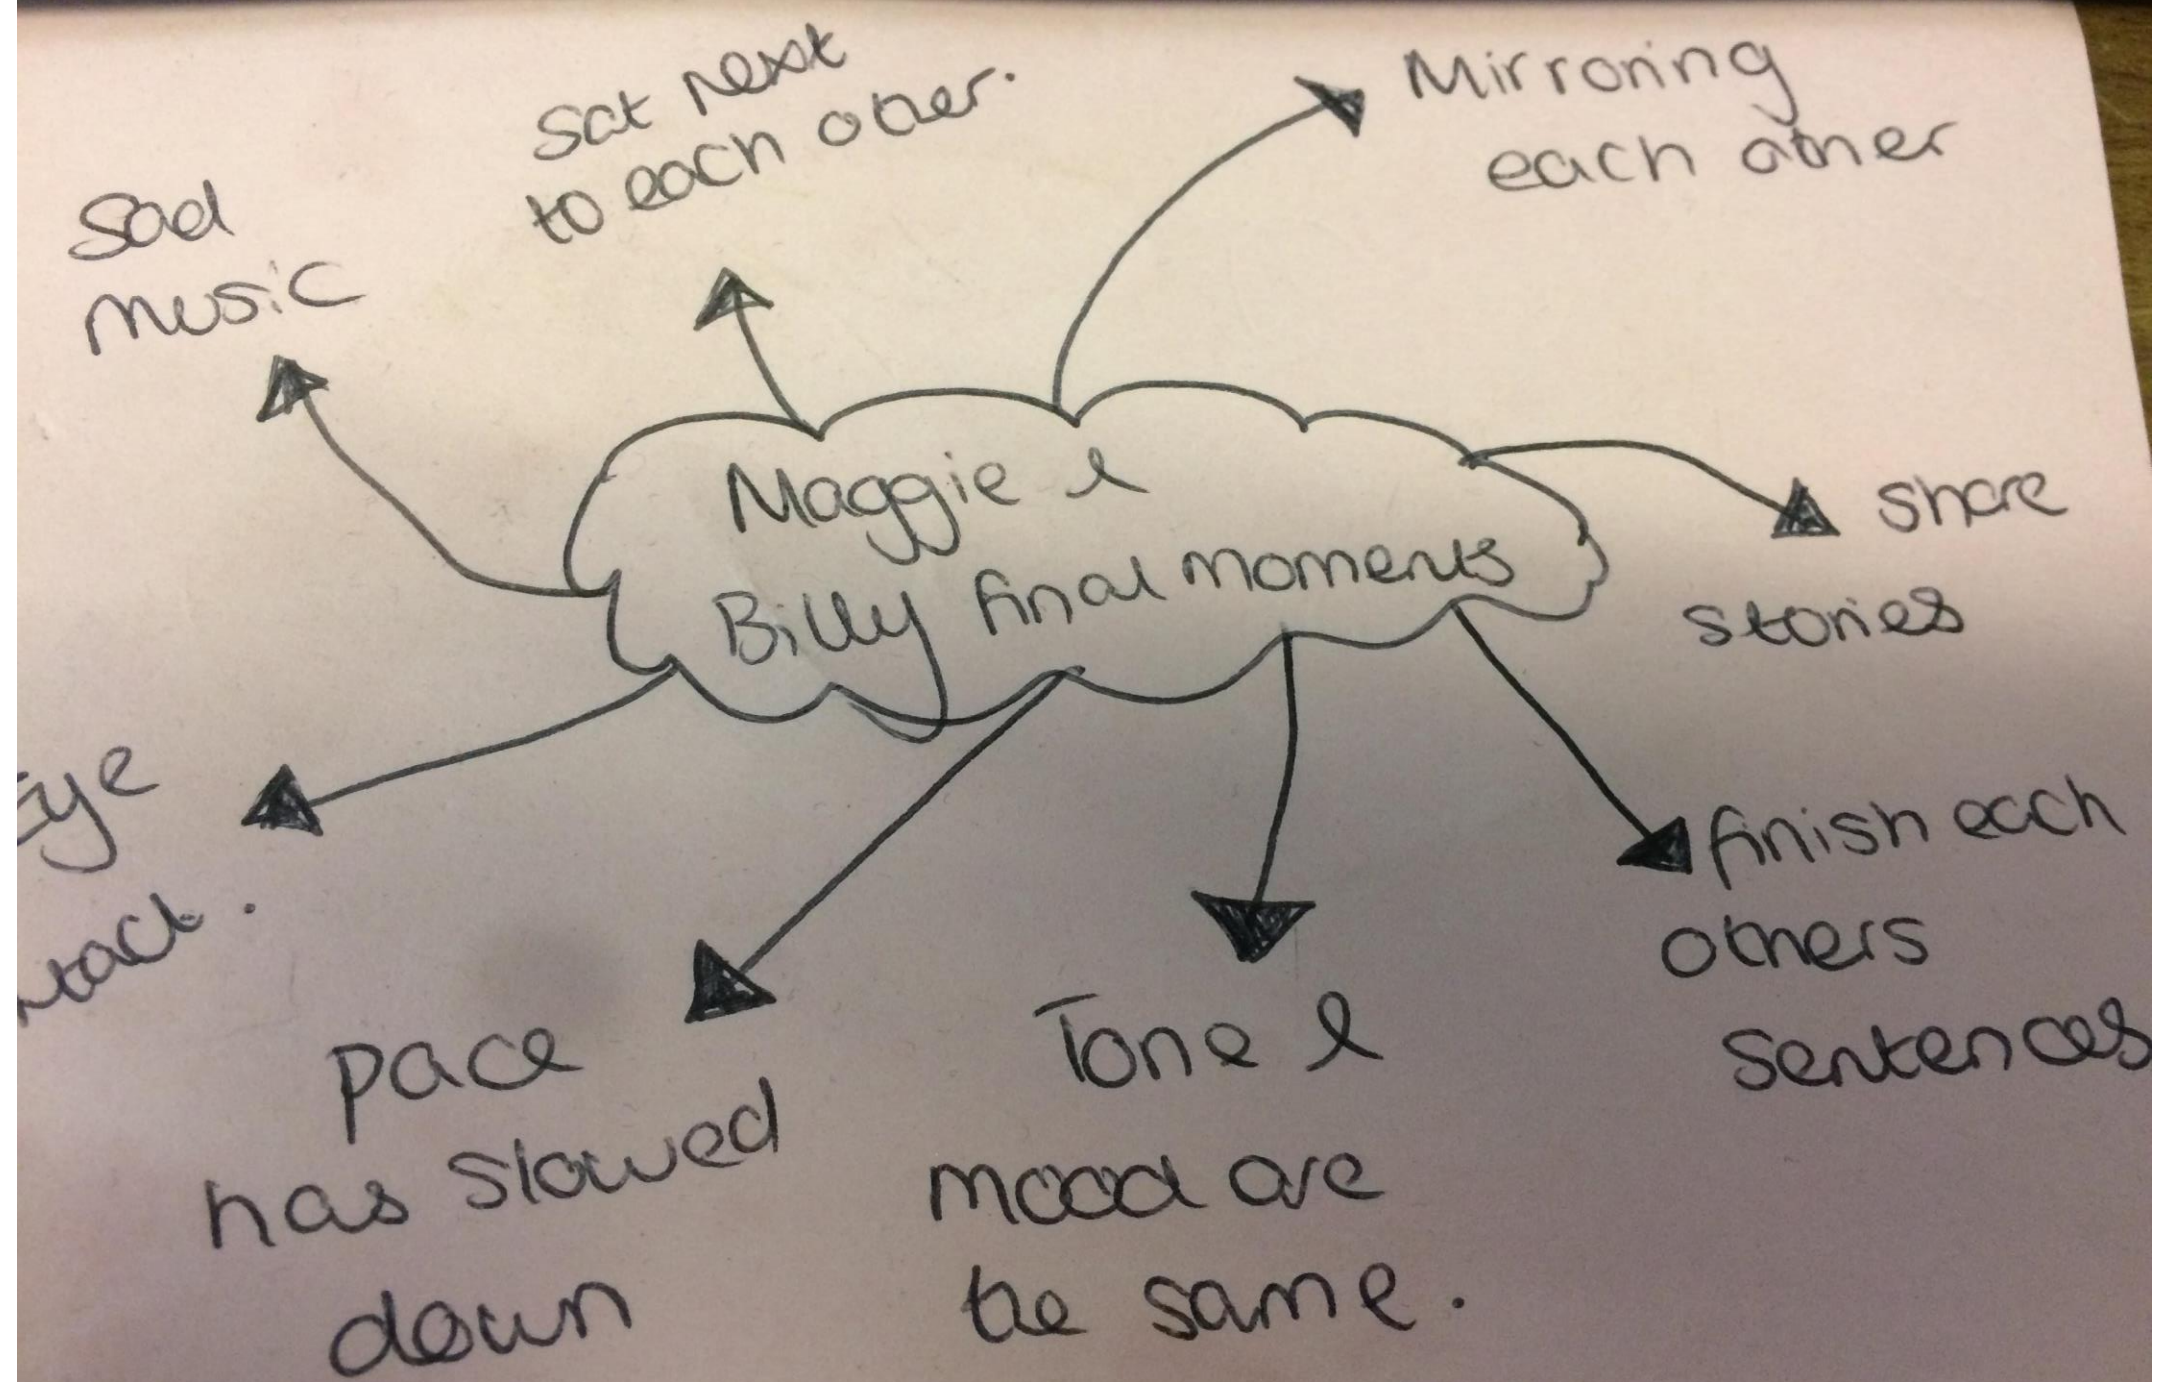 Maggie &
Billy final moments
Sad
music
Sat next
to each other.
Mirroring
each other
share
stories
finish each
others
sentences
Tone &
mood are
the same.
pace
has slowed
down
Eye